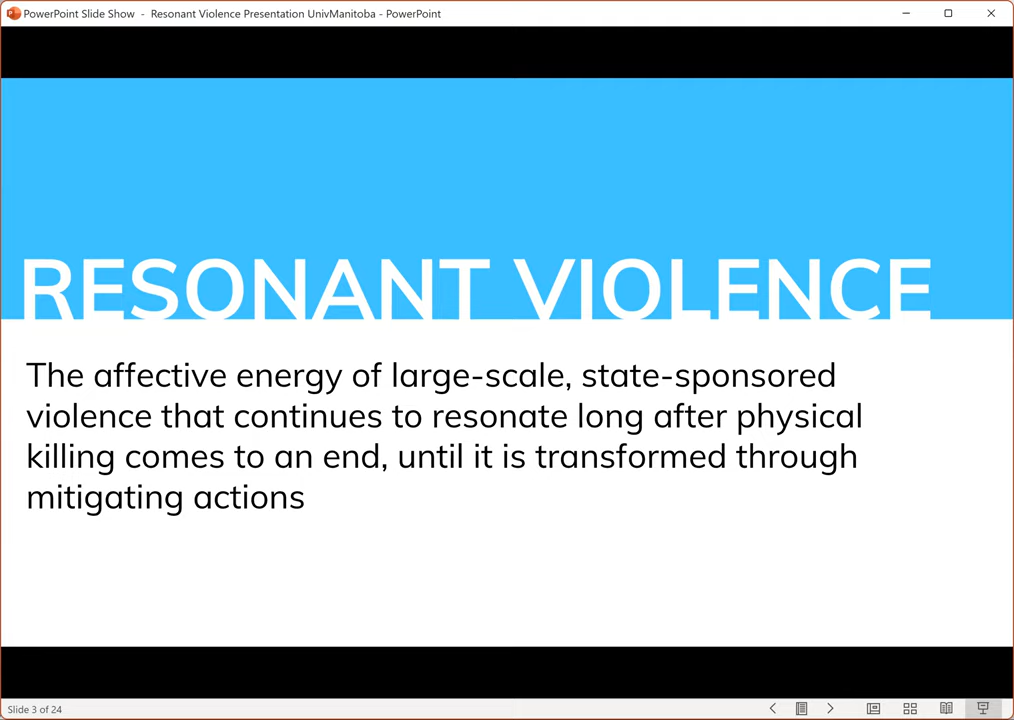 PowerPoint Slide Show - Resonant Violence Presentation UnivManitoba - PowerPoint
RESONANT VIOLENCE
The affective energy of large-scale, state-sponsored
violence that continues to resonate long after physical
killing comes to an end, until it is transformed through
mitigating actions
Slide 3 of 24